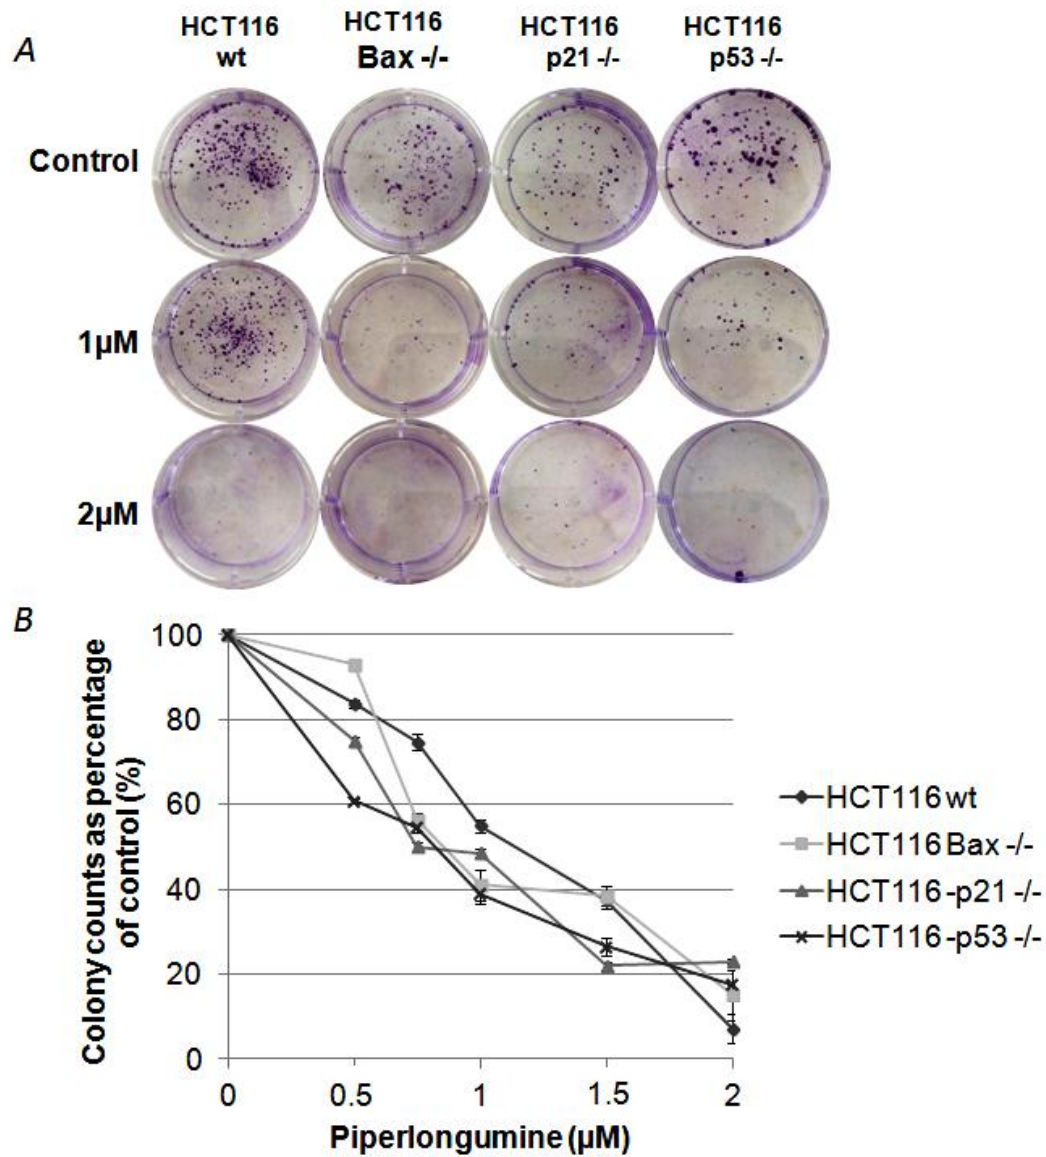 A
HCT116
wt
HCT116
Bax -/-
HCT116
p21 -/-
HCT116
p53 -/-
Control
1µM
2µM
B
Colony counts as percentage
of control (%)
100
80
60
40
20
0
0 0.5 1 1.5 2
Piperlongumine (µM)
HCT116 wt
HCT116 Bax -/-
HCT116 -p21 -/-
HCT116 -p53 -/-